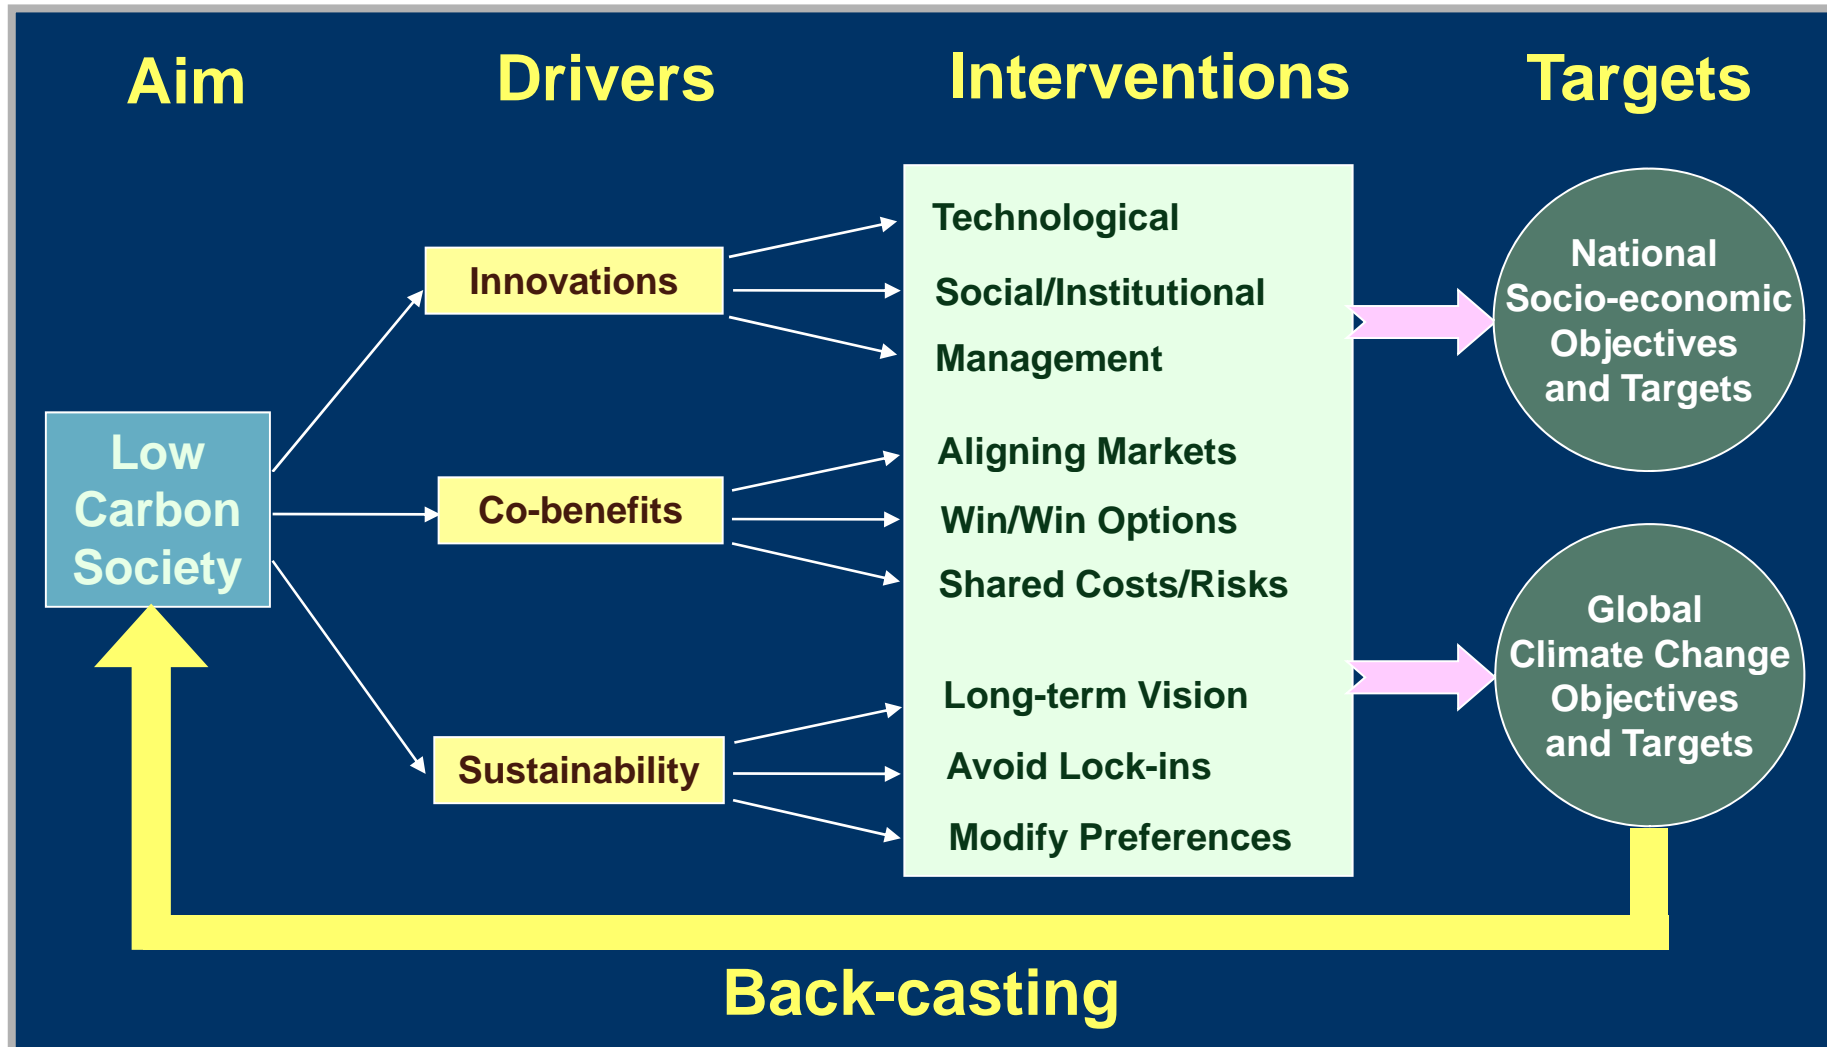 Aim
Drivers
Interventions
Targets
Low
Carbon
Society
Innovations
Co-benefits
Sustainability
Technological
Social/Institutional
Management
Aligning Markets
Win/Win Options
Shared Costs/Risks
Long-term Vision
Avoid Lock-ins
Modify Preferences
National
Socio-economic
Objectives
and Targets
Global
Climate Change
Objectives
and Targets
Back-casting